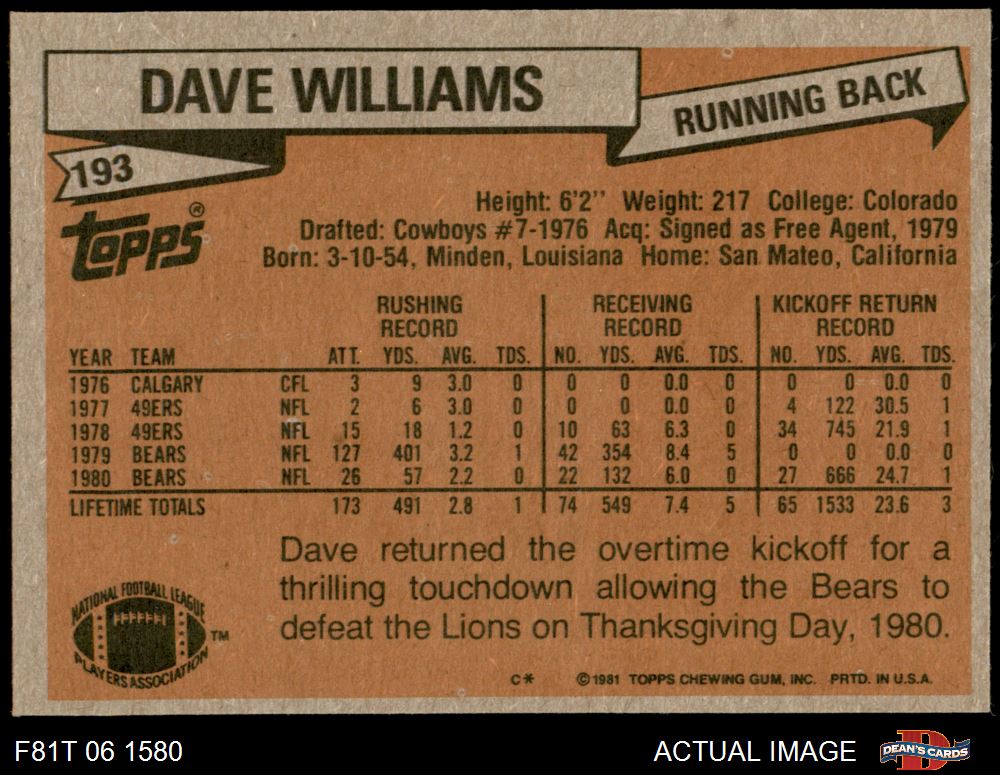 DAVE WILLIAMS
RUNNING BACK
193
Topps®
Height: 6'2'' Weight: 217 College: Colorado
Drafted: Cowboys #7-1976 Acq: Signed as Free Agent, 1979
Born: 3-10-54, Minden, Louisiana Home: San Mateo, California
RUSHING RECEIVING KICKOFF RETURN
RECORD RECORD RECORD
YEAR TEAM ATT. YDS. AVG. TDS. NO. YDS. AVG. TDS. NO. YDS. AVG. TDS.
1976 CALGARY CFL 3 9 3.0 0 0 0 0.0 0 0 0 0.0 0
1977 49ERS NFL 2 6 3.0 0 0 0 0.0 0 4 122 30.5 1
1978 49ERS NFL 15 18 1.2 0 10 63 6.3 0 34 745 21.9 1
1979 BEARS NFL 127 401 3.2 1 42 354 8.4 5 0 0 0.0 0
1980 BEARS NFL 26 57 2.2 0 22 132 6.0 0 27 666 24.7 1
LIFETIME TOTALS 173 491 2.8 1 74 549 7.4 5 65 1533 23.6 3
Dave returned the overtime kickoff for a
thrilling touchdown allowing the Bears to
defeat the Lions on Thanksgiving Day, 1980.
NATIONAL FOOTBALL LEAGUE
PLAYERS ASSOCIATION
TM
C* ©1981 TOPPS CHEWING GUM, INC. PRTD. IN U.S.A.
F81T 06 1580
ACTUAL IMAGE
D
DEAN'S CARDS